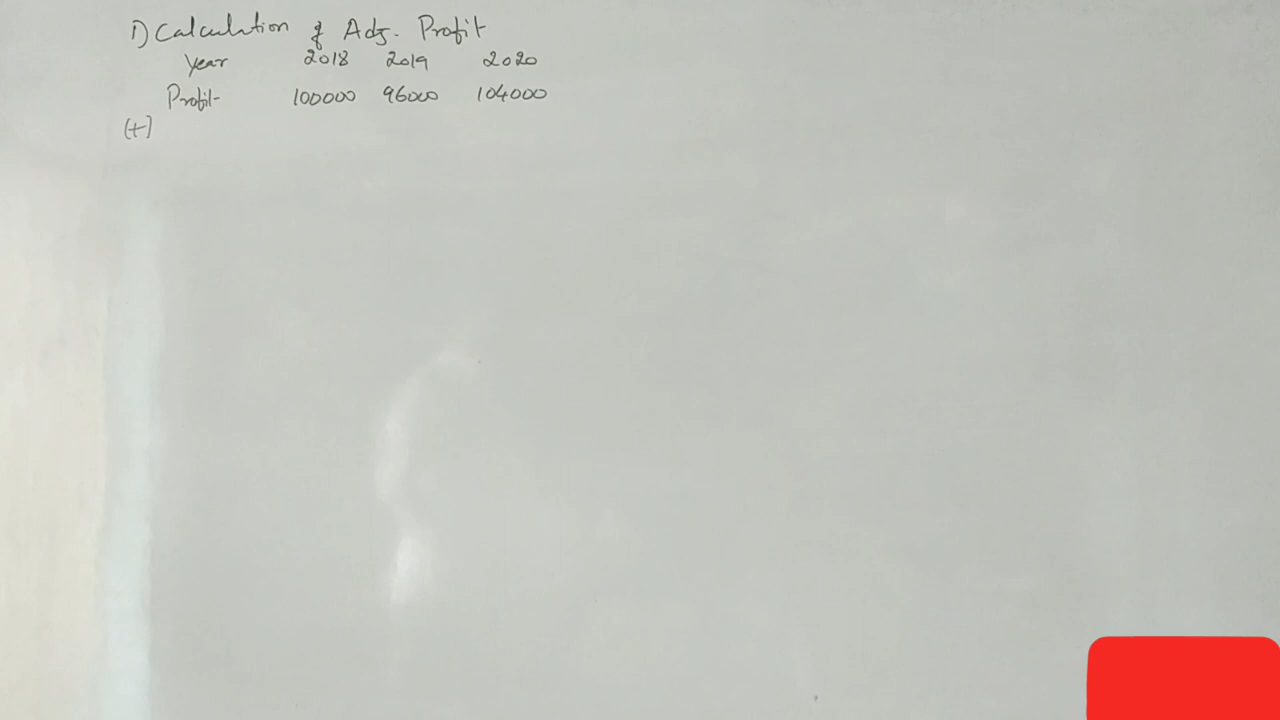 1) Calculation of Adj. Profit
Year 2018 2019 2020
Profit 100000 96000 104000
(+)